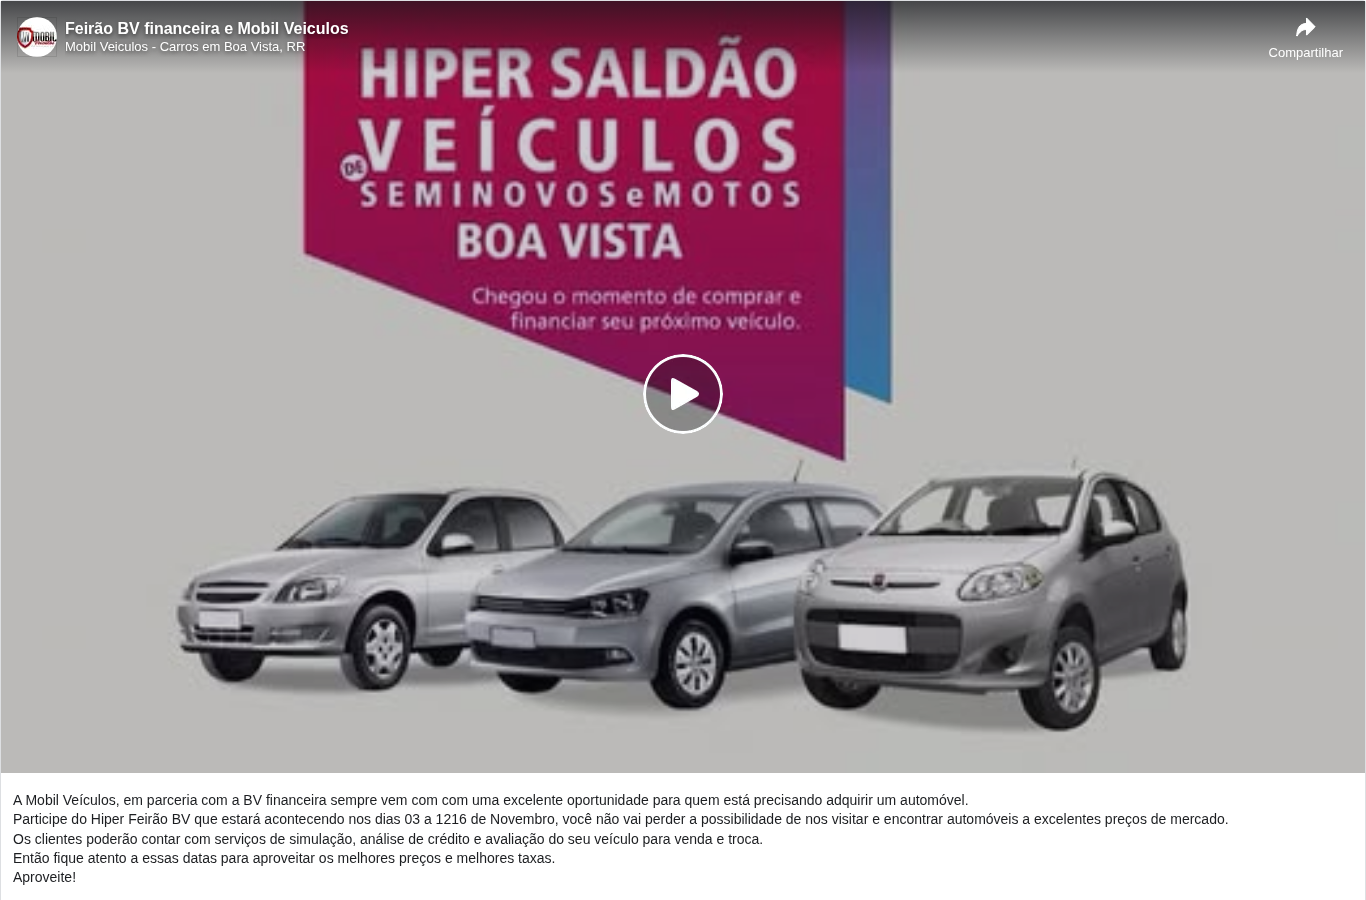 Feirão BV financeira e Mobil Veiculos
Mobil Veiculos - Carros em Boa Vista, RR
Compartilhar
HIPER SALDÃO
DE VEÍCULOS
SEMINOVOS e MOTOS
BOA VISTA
Chegou o momento de comprar e
financiar seu próximo veículo.
A Mobil Veículos, em parceria com a BV financeira sempre vem com com uma excelente oportunidade para quem está precisando adquirir um automóvel.
Participe do Hiper Feirão BV que estará acontecendo nos dias 03 a 1216 de Novembro, você não vai perder a possibilidade de nos visitar e encontrar automóveis a excelentes preços de mercado.
Os clientes poderão contar com serviços de simulação, análise de crédito e avaliação do seu veículo para venda e troca.
Então fique atento a essas datas para aproveitar os melhores preços e melhores taxas.
Aproveite!